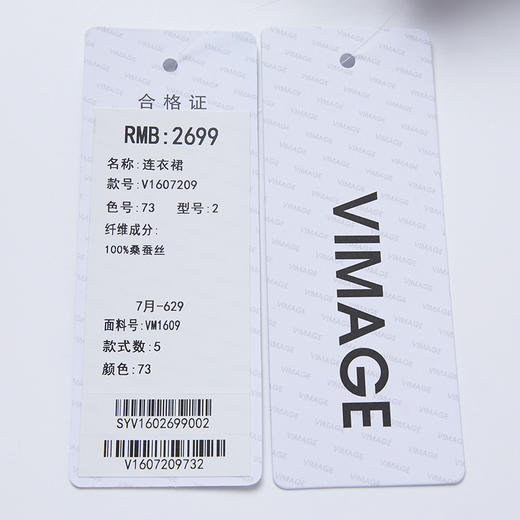 合格证
RMB:2699
名称:连衣裙
款号:V1607209
色号:73 型号:2
纤维成分:
100%桑蚕丝
7月-629
面料号:VM1609
款式数:5
颜色:73
SYV1602699002
V1607209732
VIMAGE